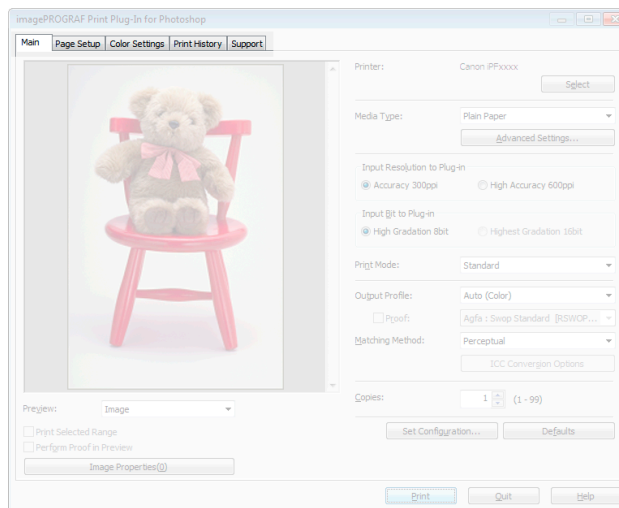 imagePROGRAF Print Plug-In for Photoshop
Main Page Setup Color Settings Print History Support
Printer: Canon iPFxxxx
Select
Media Type: Plain Paper
Advanced Settings...
Input Resolution to Plug-in
Accuracy 300ppi High Accuracy 600ppi
Input Bit to Plug-in
High Gradation 8bit Highest Gradation 16bit
Print Mode: Standard
Output Profile: Auto (Color)
Proof: Agfa : Swop Standard [RSWOP...
Matching Method: Perceptual
ICC Convergion Options
Copies: 1 (1 - 99)
Preview: Image
Print Selected Range
Perform Proof in Preview
Image Properties(0)
Set Configuration... Defaults
Print Quit Help